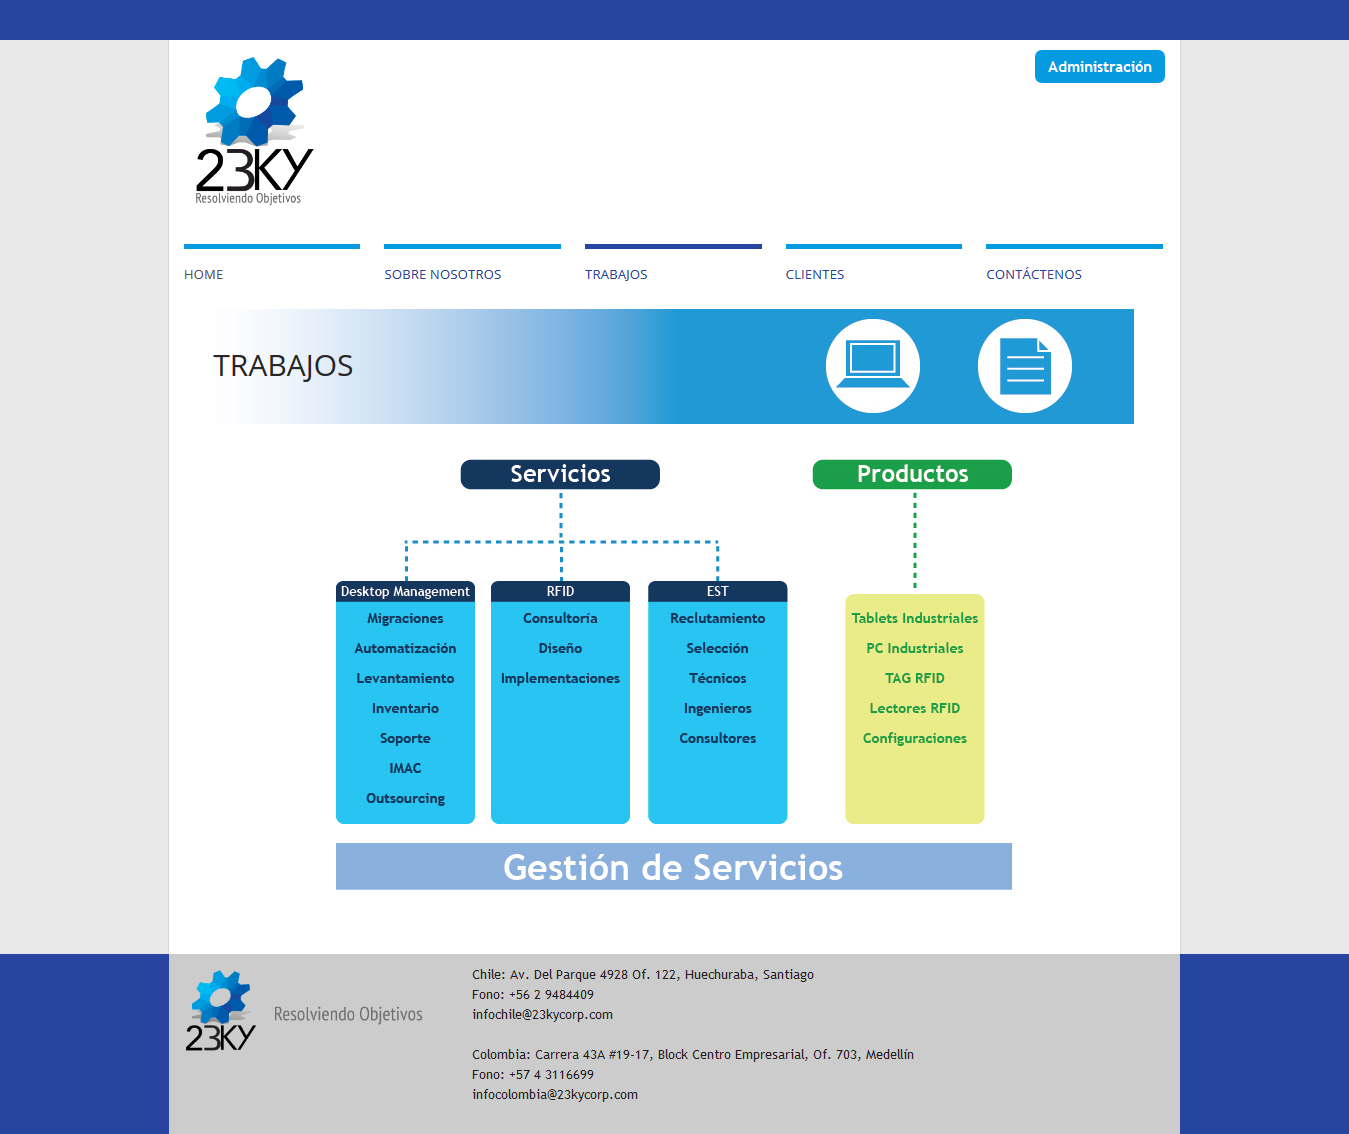 Administración
23KY
Resolviendo Objetivos
HOME
SOBRE NOSOTROS
TRABAJOS
CLIENTES
CONTÁCTENOS
TRABAJOS
Servicios
Productos
Desktop Management
Migraciones
Automatización
Levantamiento
Inventario
Soporte
IMAC
Outsourcing
RFID
Consultoría
Diseño
Implementaciones
EST
Reclutamiento
Selección
Técnicos
Ingenieros
Consultores
Tablets Industriales
PC Industriales
TAG RFID
Lectores RFID
Configuraciones
Gestión de Servicios
23KY
Resolviendo Objetivos
Chile: Av. Del Parque 4928 Of. 122, Huechuraba, Santiago
Fono: +56 2 9484409
infochile@23kycorp.com
Colombia: Carrera 43A #19-17, Block Centro Empresarial, Of. 703, Medellín
Fono: +57 4 3116699
infocolombia@23kycorp.com